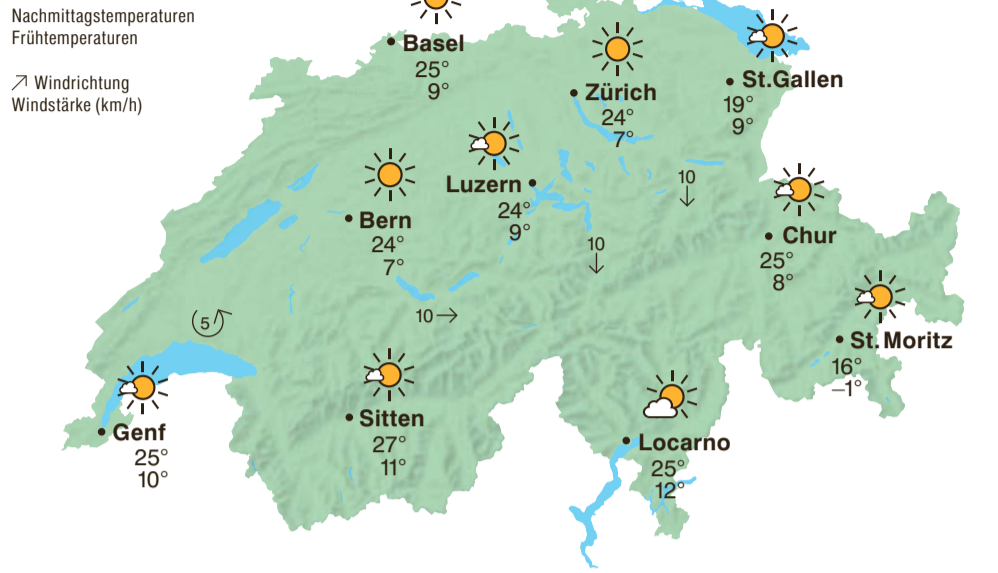 Nachmittagstemperaturen
Frühtemperaturen
↗ Windrichtung
Windstärke (km/h)
Basel
25°
9°
Zürich
24°
7°
St.Gallen
19°
9°
Luzern
24°
9°
10
Bern
24°
7°
Chur
25°
8°
10
10
5
St. Moritz
16°
–1°
Genf
25°
10°
Sitten
27°
11°
Locarno
25°
12°